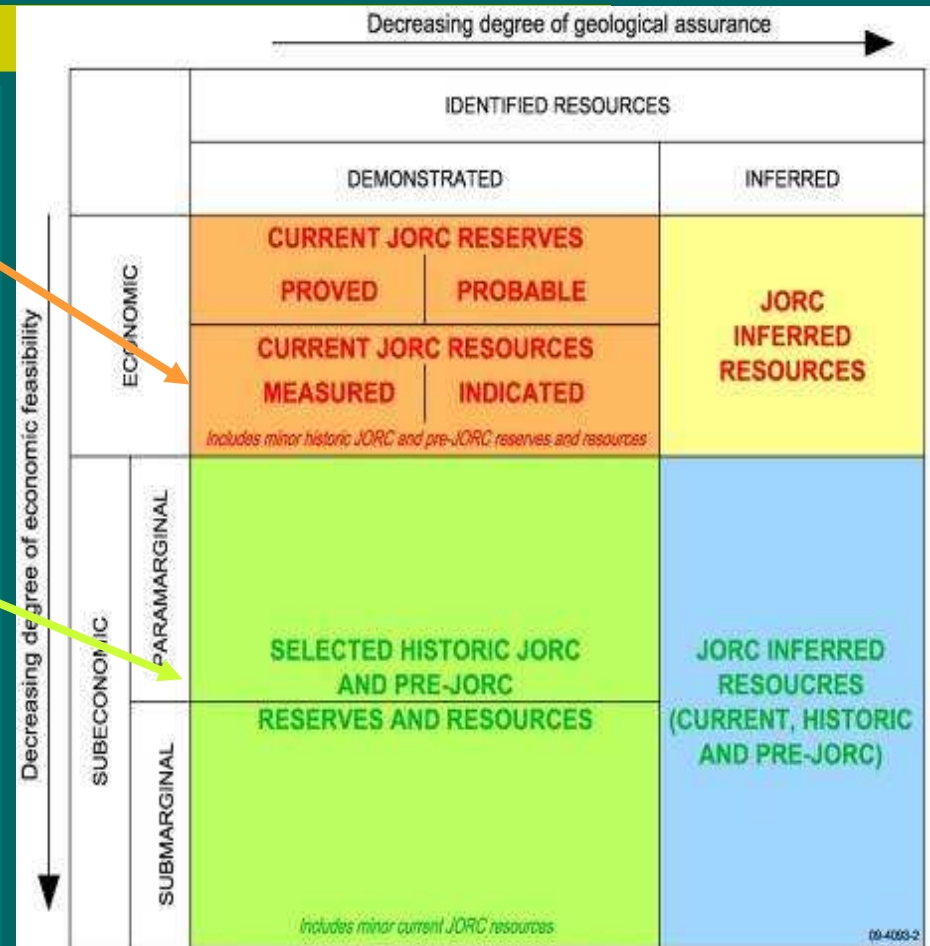 Decreasing degree of geological assurance
IDENTIFIED RESOURCES
DEMONSTRATED
INFERRED
Decreasing degree of economic feasibility
ECONOMIC
CURRENT JORC RESERVES
PROVED
PROBABLE
CURRENT JORC RESOURCES
MEASURED
INDICATED
Includes minor historic JORC and pre-JORC reserves and resources
JORC
INFERRED
RESOURCES
SUBECONOMIC
PARAMARGINAL
SUBMARGINAL
SELECTED HISTORIC JORC
AND PRE-JORC
RESERVES AND RESOURCES
Includes minor current JORC resources
JORC INFERRED
RESOUCRES
(CURRENT, HISTORIC
AND PRE-JORC)
09-4093-2